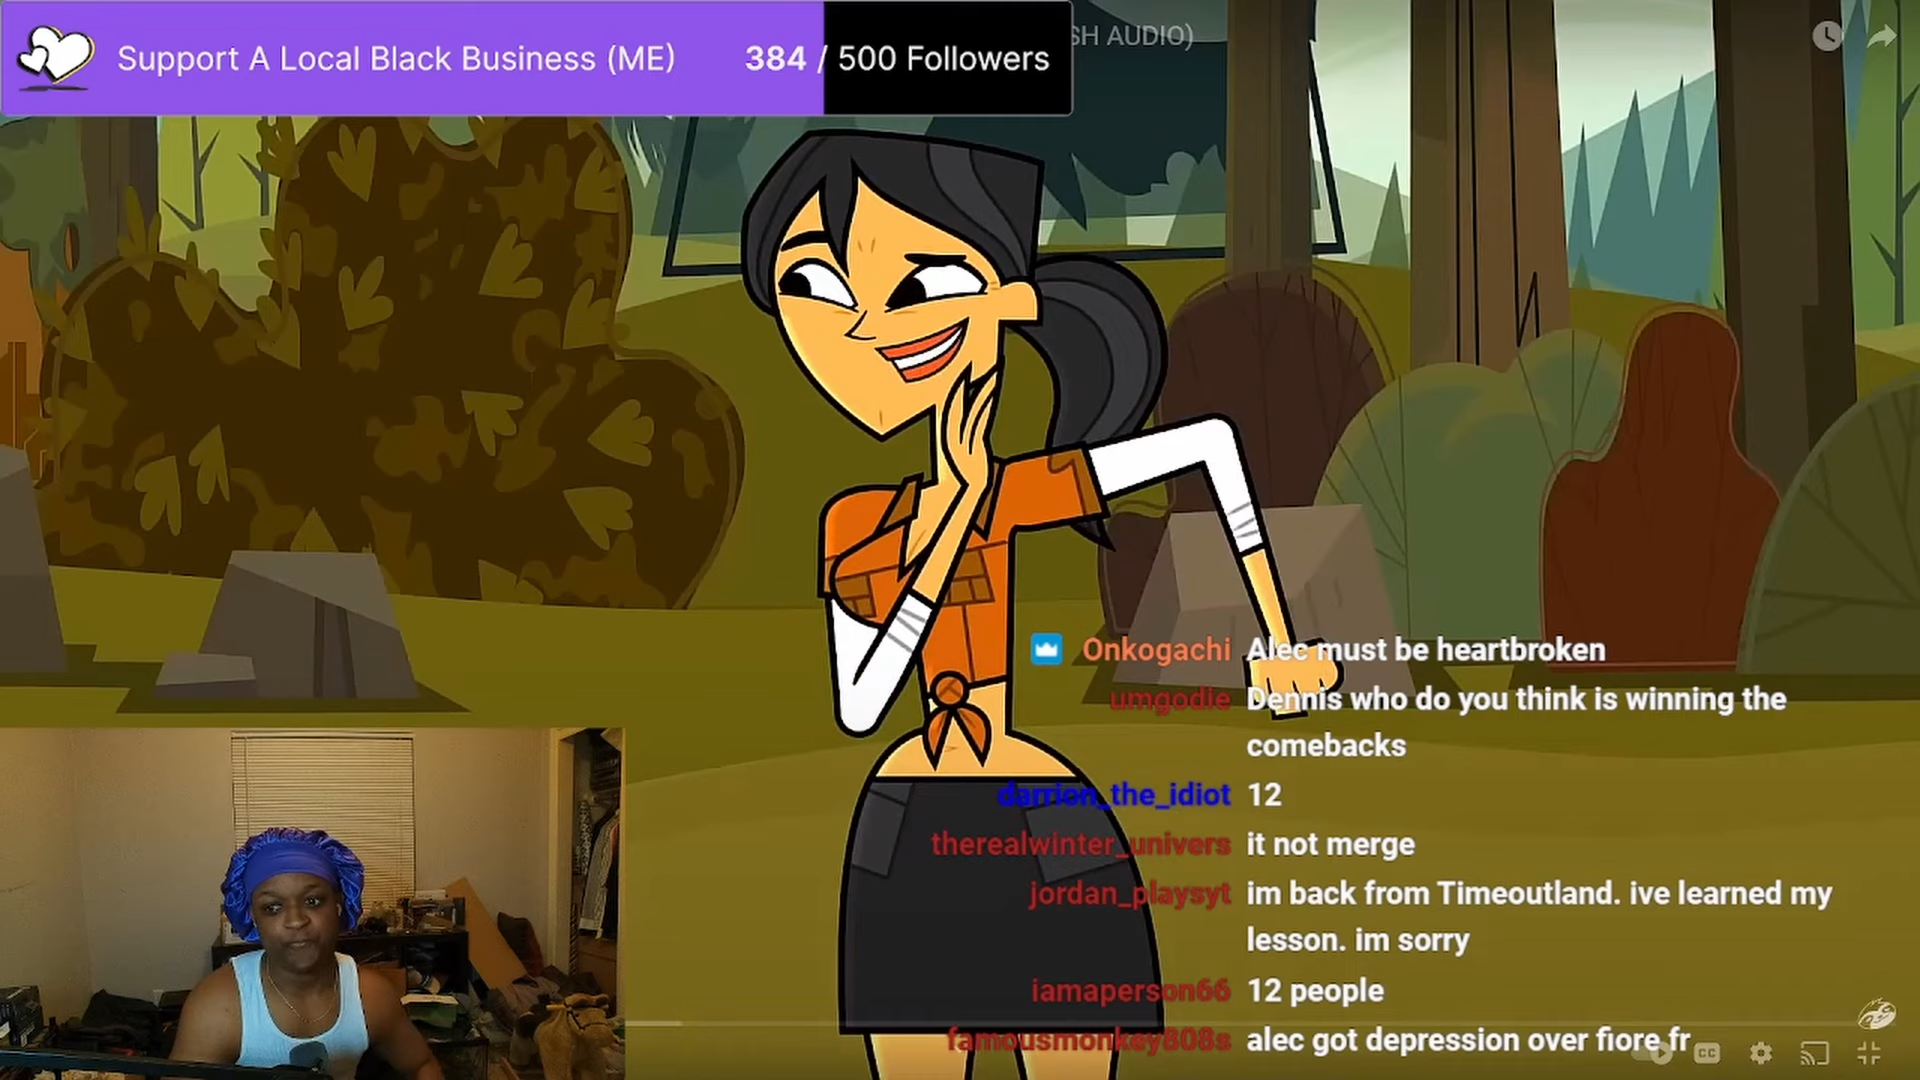 Support A Local Black Business (ME) 384 / 500 Followers
SH AUDIO)
Onkogachi Alec must be heartbroken
umgodie Dennis who do you think is winning the
comebacks
darrion_the_idiot 12
therealwinter_univers it not merge
jordan_playsyt im back from Timeoutland. ive learned my
lesson. im sorry
iamaperson66 12 people
famousmonkey808s alec got depression over fiore fr
CC